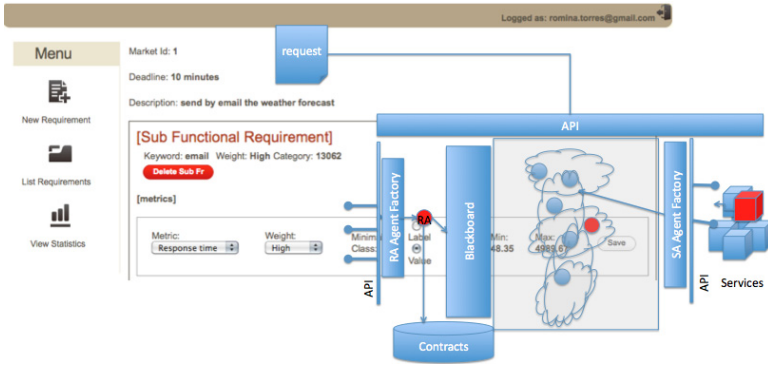 Logged as: romina.torres@gmail.com
Menu
New Requirement
List Requirements
View Statistics
Market Id: 1
request
Deadline: 10 minutes
Description: send by email the weather forecast
API
[Sub Functional Requirement]
Keyword: email Weight: High Category: 13062
Delete Sub Fr
[metrics]
Metric:
Response time
Weight:
High
Class:
Label
Value
Min:
48.35
Max:
Save
RA Agent Factory
RA
Blackboard
SA Agent Factory
API
API
Services
Contracts